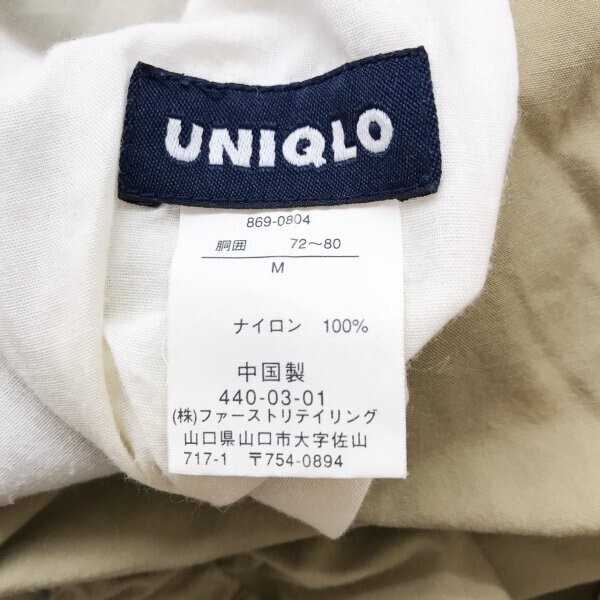 UNIQLO
869-0804
胴囲 72～80
M
ナイロン 100%
中国製
440-03-01
(株)ファーストリテイリング
山口県山口市大字佐山
717-1 〒754-0894